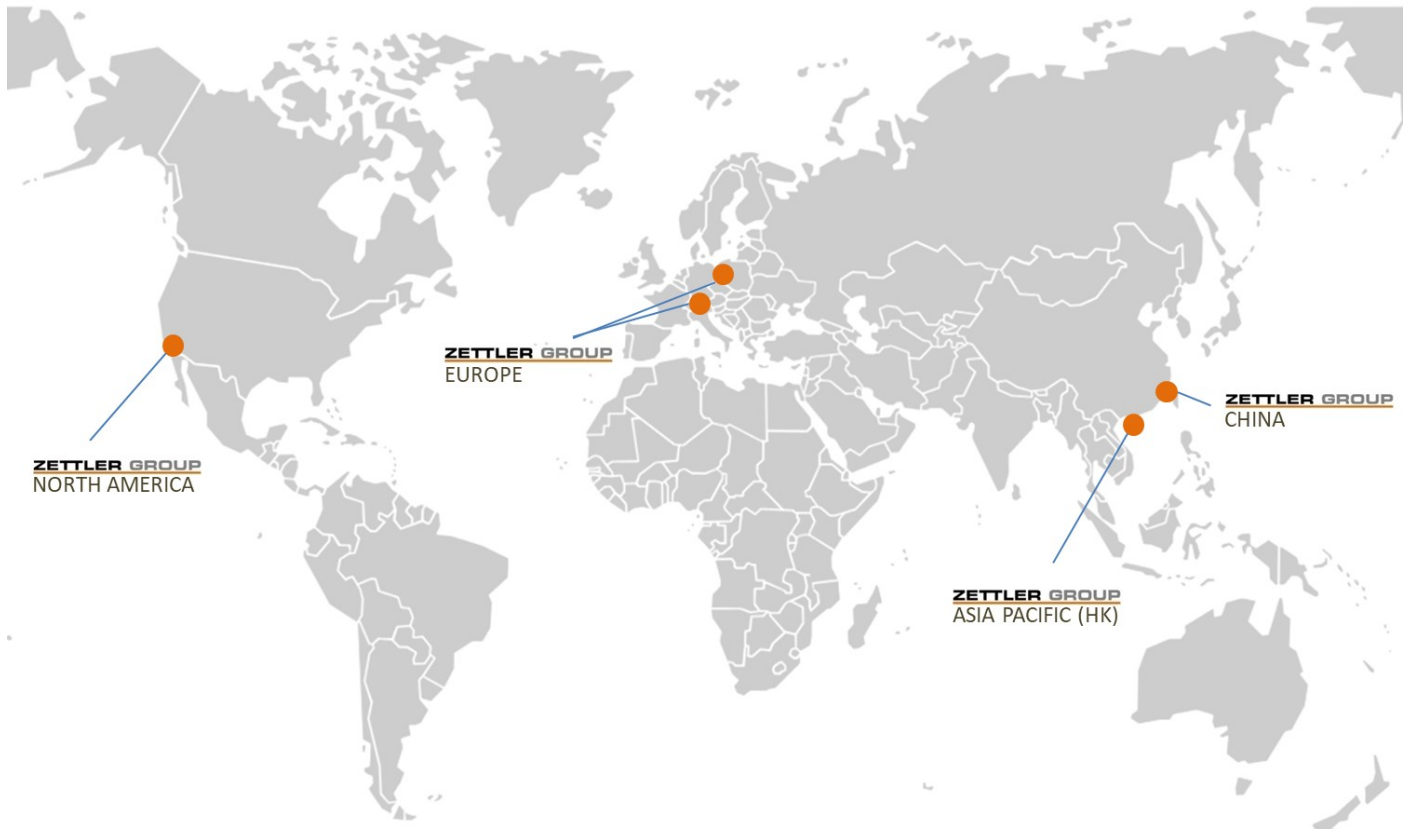 ZETTLER GROUP
EUROPE
ZETTLER GROUP
CHINA
ZETTLER GROUP
NORTH AMERICA
ZETTLER GROUP
ASIA PACIFIC (HK)